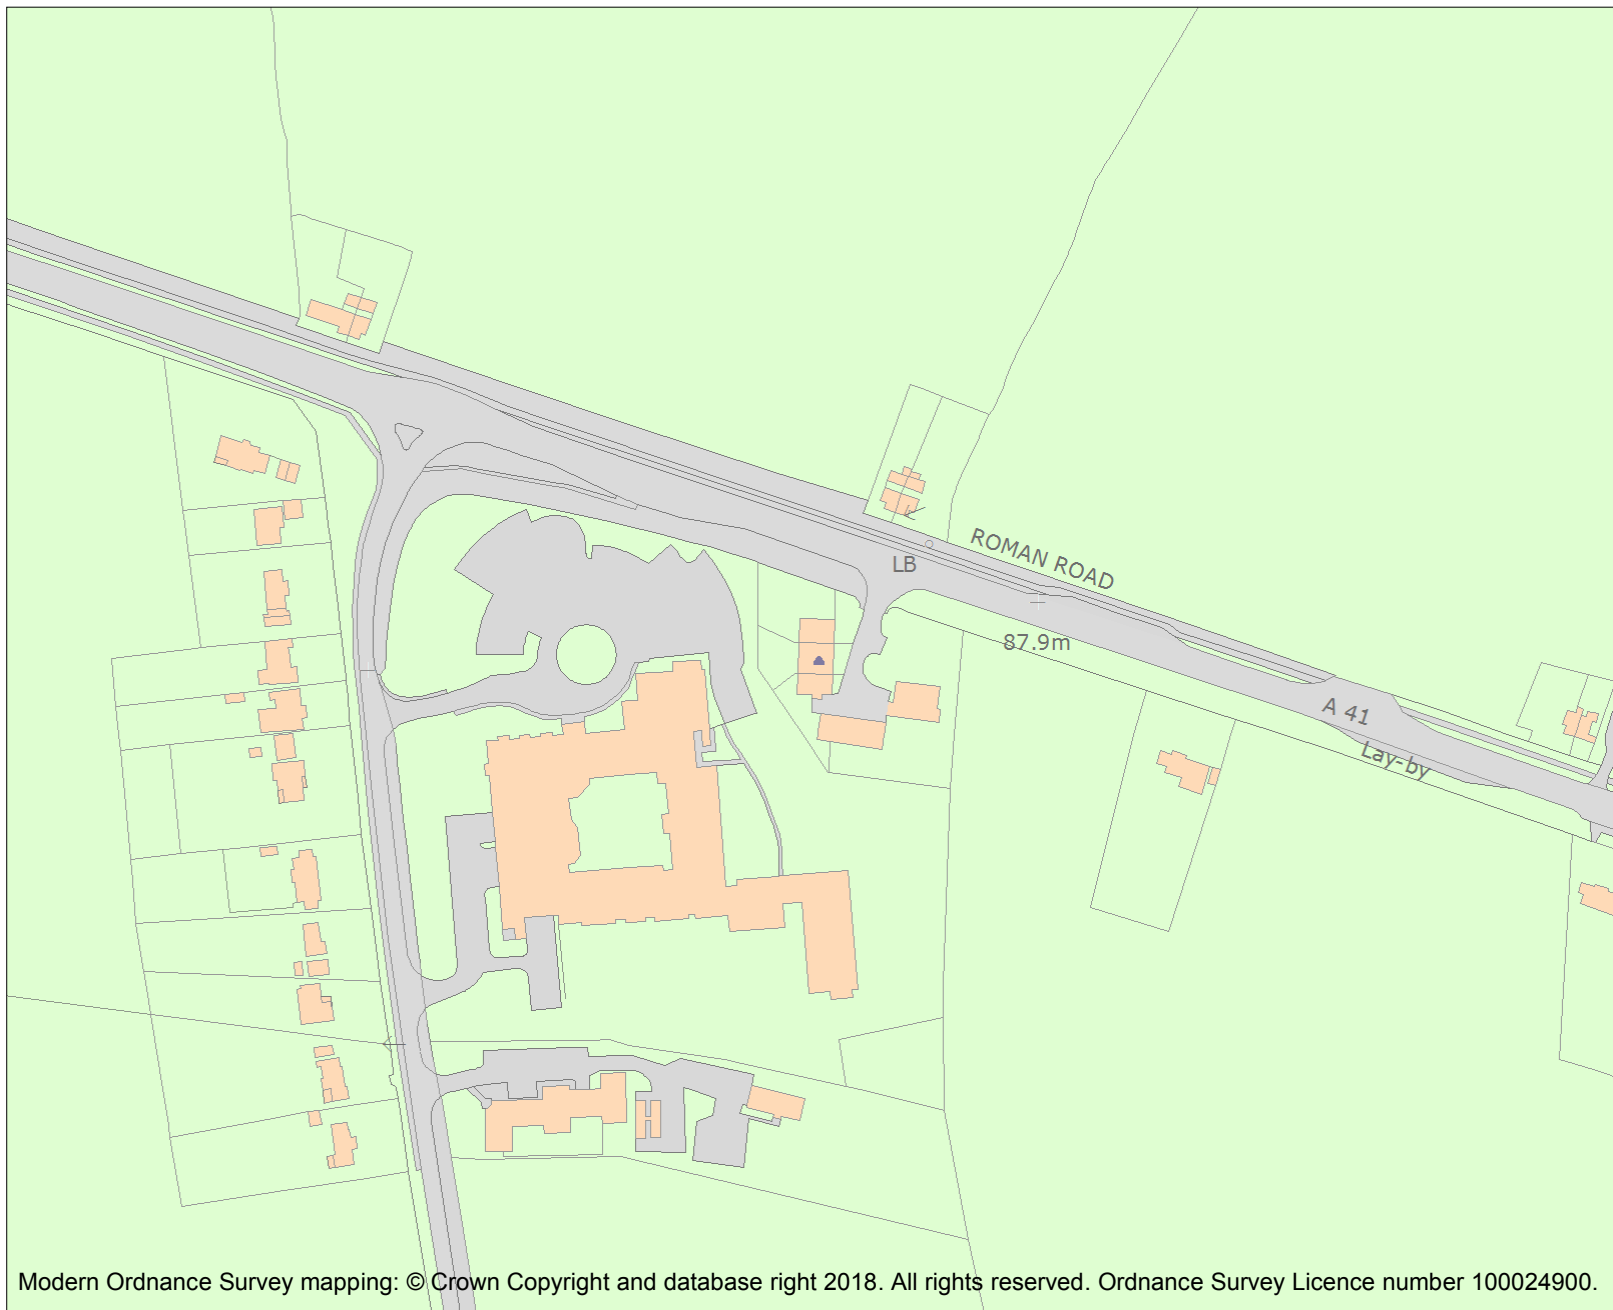 ROMAN ROAD
LB
87.9m
A 41
Lay-by
Modern Ordnance Survey mapping: © Crown Copyright and database right 2018. All rights reserved. Ordnance Survey Licence number 100024900.